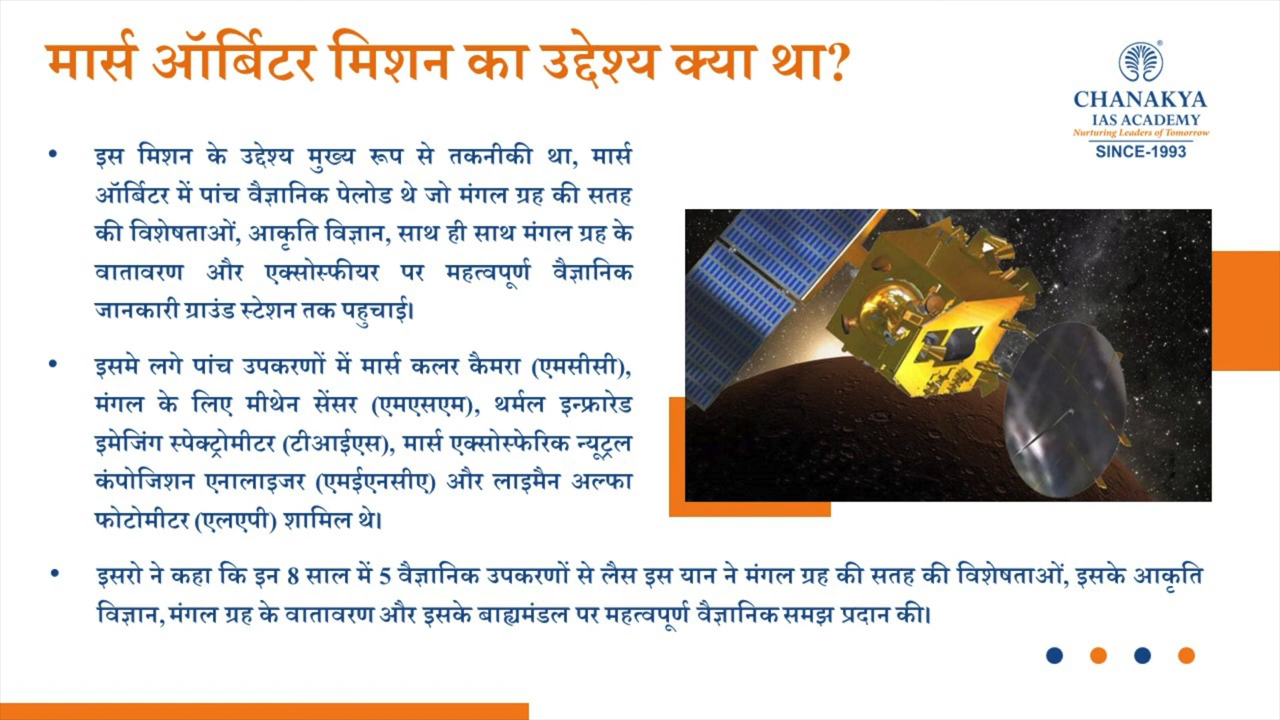 मार्स ऑर्बिटर मिशन का उद्देश्य क्या था?
CHANAKYA
IAS ACADEMY
Nurturing Leaders of Tomorrow
SINCE-1993
• इस मिशन के उद्देश्य मुख्य रूप से तकनीकी था, मार्स
ऑर्बिटर में पांच वैज्ञानिक पेलोड थे जो मंगल ग्रह की सतह
की विशेषताओं, आकृति विज्ञान, साथ ही साथ मंगल ग्रह के
वातावरण और एक्सोस्फीयर पर महत्वपूर्ण वैज्ञानिक
जानकारी ग्राउंड स्टेशन तक पहुचाई।
• इसमे लगे पांच उपकरणों में मार्स कलर कैमरा (एमसीसी),
मंगल के लिए मीथेन सेंसर (एमएसएम), थर्मल इन्फ्रारेड
इमेजिंग स्पेक्ट्रोमीटर (टीआईएस), मार्स एक्सोस्फेरिक न्यूट्रल
कंपोजिशन एनालाइजर (एमईएनसीए) और लाइमैन अल्फा
फोटोमीटर (एलएपी) शामिल थे।
• इसरो ने कहा कि इन 8 साल में 5 वैज्ञानिक उपकरणों से लैस इस यान ने मंगल ग्रह की सतह की विशेषताओं, इसके आकृति
विज्ञान, मंगल ग्रह के वातावरण और इसके बाह्यमंडल पर महत्वपूर्ण वैज्ञानिक समझ प्रदान की।